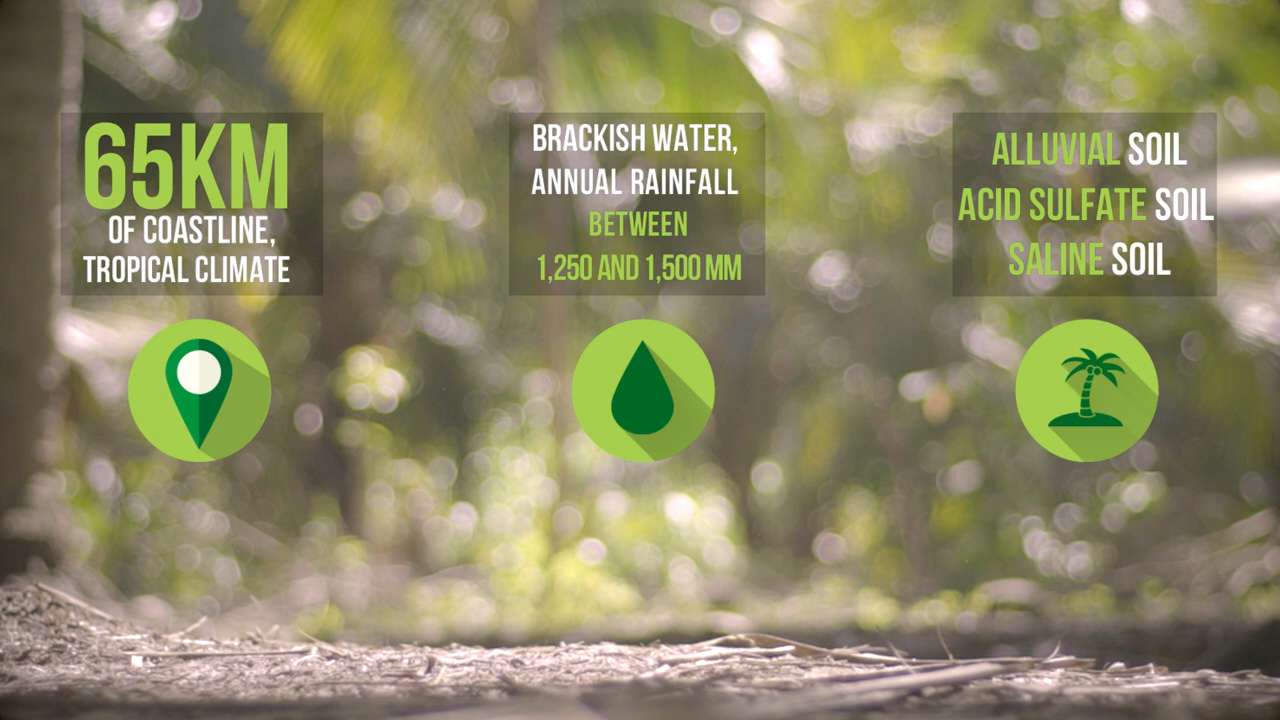 65KM
OF COASTLINE,
TROPICAL CLIMATE
BRACKISH WATER,
ANNUAL RAINFALL
BETWEEN
1,250 AND 1,500 MM
ALLUVIAL SOIL
ACID SULFATE SOIL
SALINE SOIL